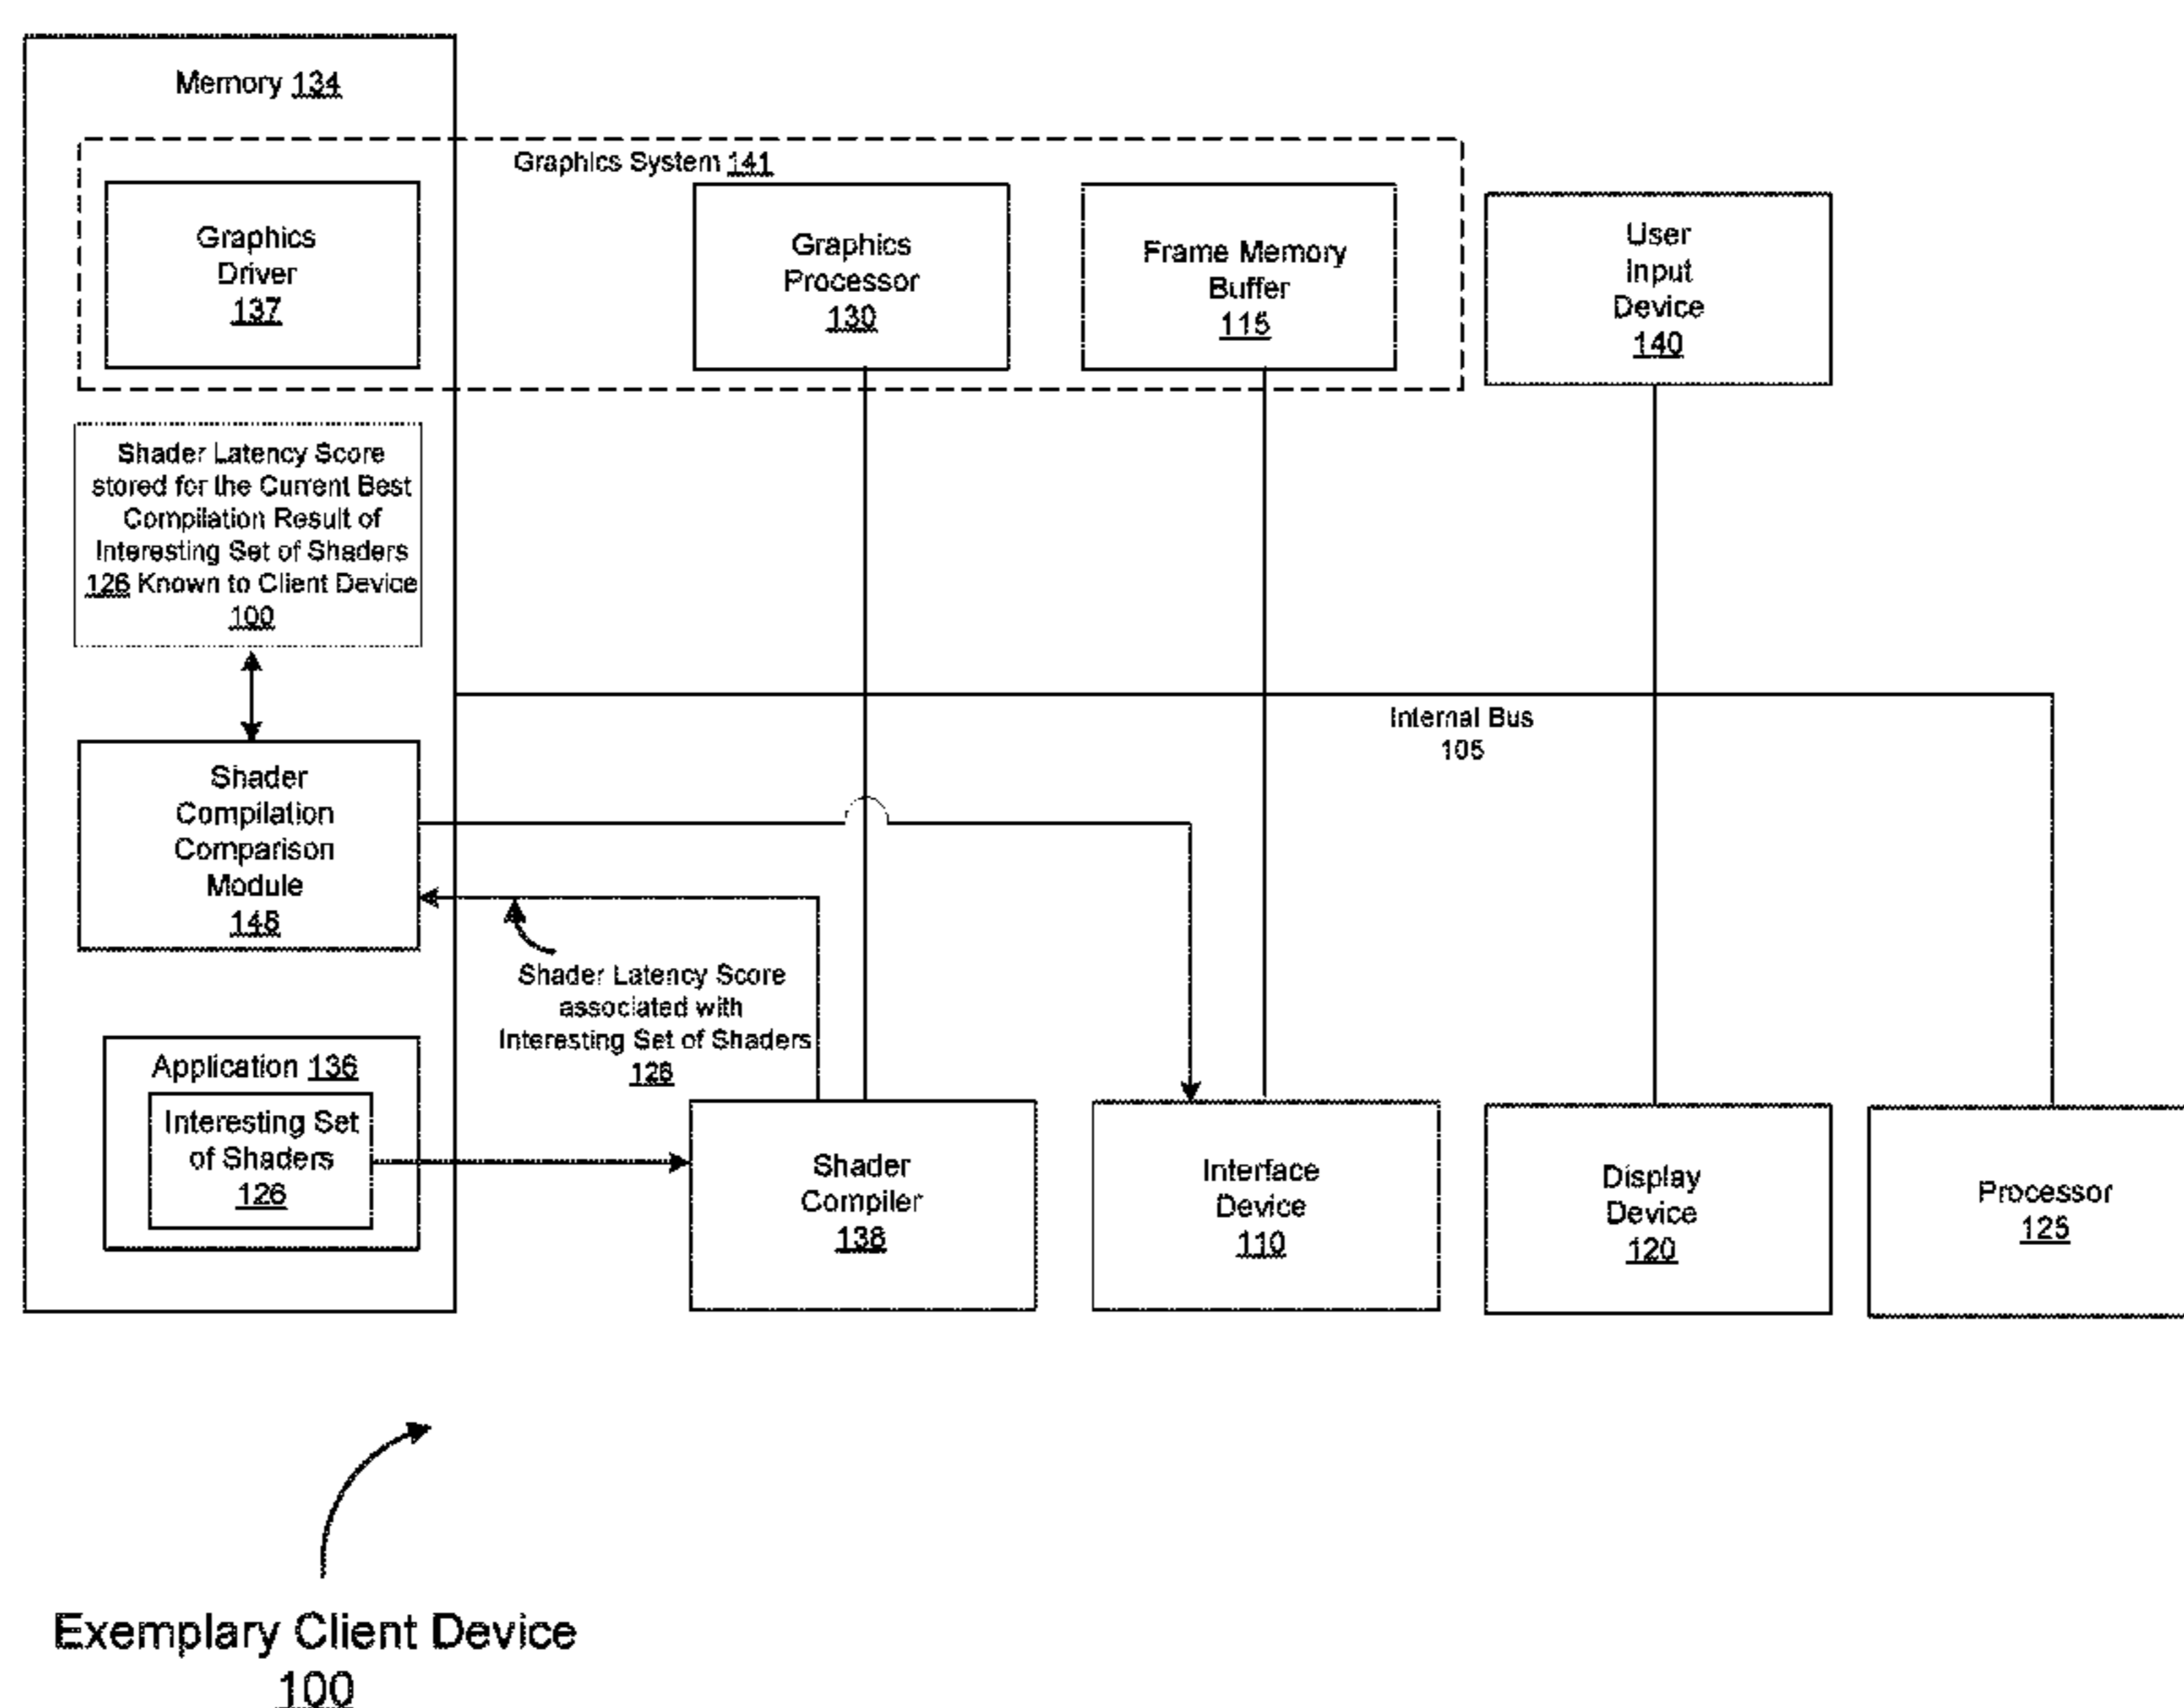 Memory 134
Graphics System 141
Graphics
Driver
137
Graphics
Processor
130
Frame Memory
Buffer
115
User
Input
Device
140
Shader Latency Score
stored for the Current Best
Compilation Result of
Interesting Set of Shaders
126 Known to Client Device
100
Internal Bus
105
Shader
Compilation
Comparison
Module
148
Shader Latency Score
associated with
Interesting Set of Shaders
126
Application 136
Interesting Set
of Shaders
126
Shader
Compiler
138
Interface
Device
110
Display
Device
120
Processor
125
Exemplary Client Device
100